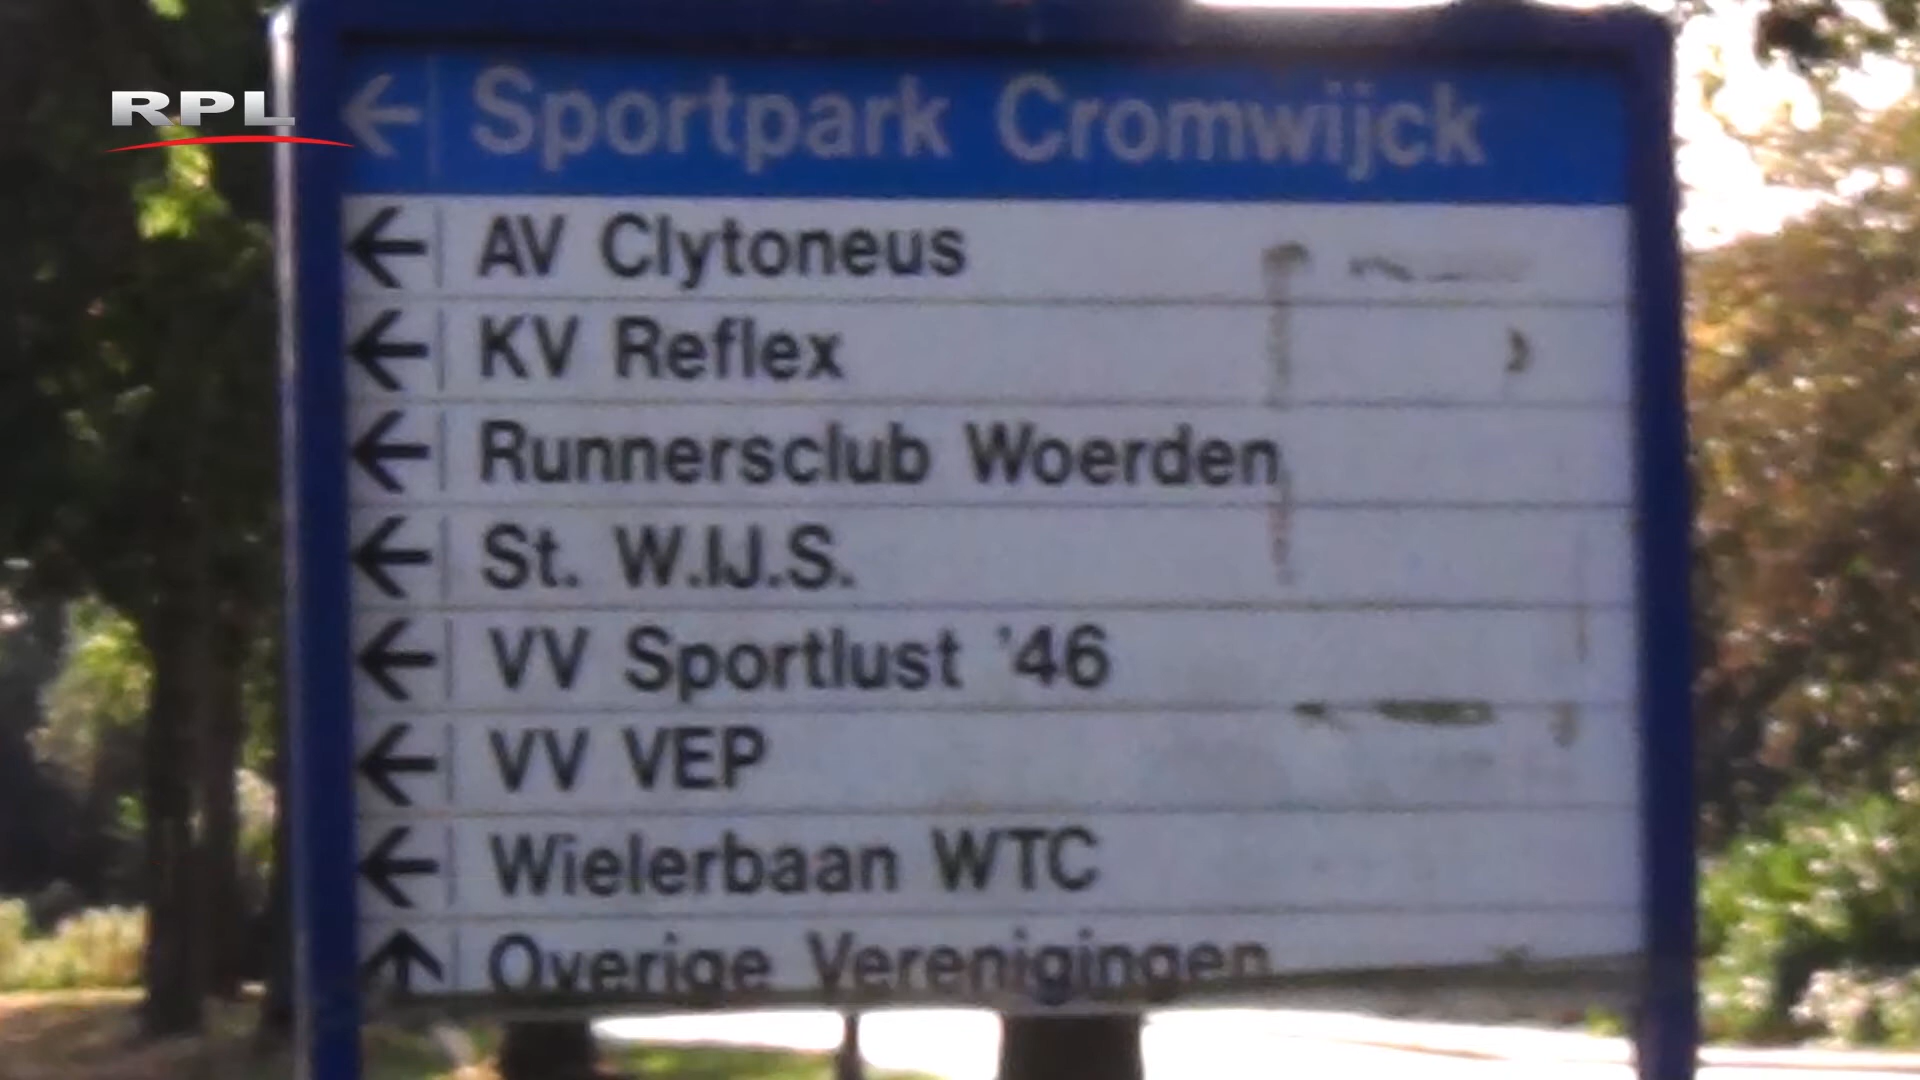 RPL
← Sportpark Cromwijck
← AV Clytoneus
← KV Reflex
← Runnersclub Woerden
← St. W.IJ.S.
← VV Sportlust '46
← VV VEP
← Wielerbaan WTC
↑ Overige Verenigingen